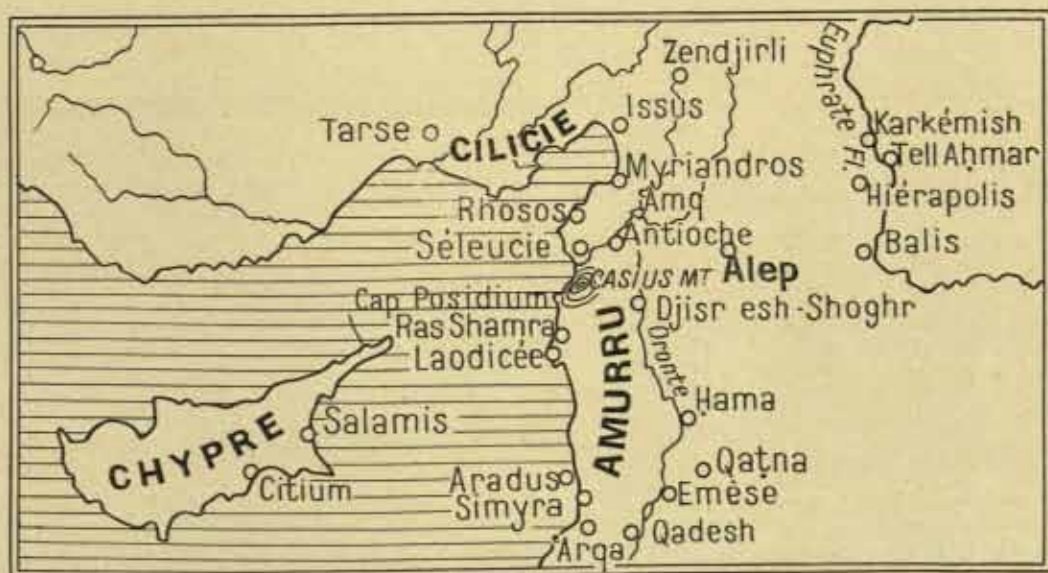 Zendjirli
Euphrate Fl.
Issus
Tarse
CILICIE
Karkémish
Tell Aḥmar
Myriandros
Hiérapolis
Amq
Rhosos
Antioche
Séleucie
Balis
Alep
CASIUS MT
Cap Posidium
Djisr esh-Shoghr
Ras Shamra
Laodicée
AMURRU
Oronte
Ḥama
Salamis
CHYPRE
Citium
Qaṭna
Aradus
Emèse
Simyra
Qadesh
Arqa